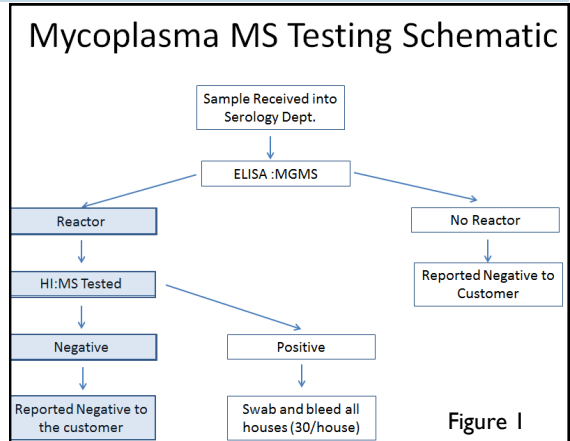 Mycoplasma MS Testing Schematic
Sample Received into
Serology Dept.
ELISA :MGMS
Reactor
No Reactor
HI:MS Tested
Reported Negative to
Customer
Negative
Positive
Reported Negative to
the customer
Swab and bleed all
houses (30/house)
Figure 1